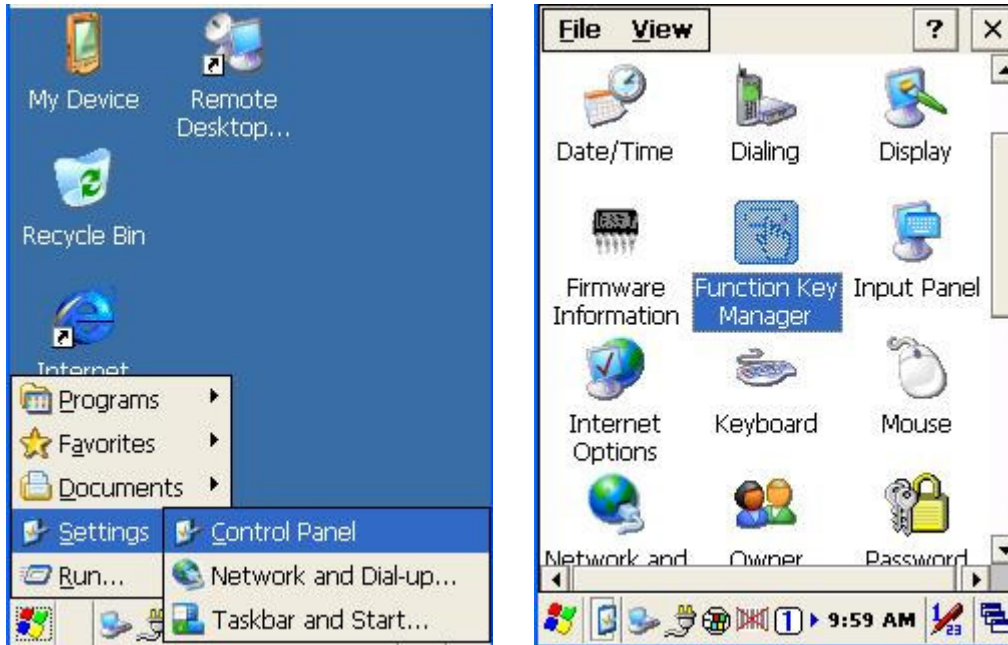 My Device
Remote
Desktop...
Recycle Bin
Internet
Programs
Favorites
Documents
Settings
Run...
Control Panel
Network and Dial-up...
Taskbar and Start...
File View ? ×
Date/Time
Dialing
Display
Firmware
Information
Function Key
Manager
Input Panel
Internet
Options
Keyboard
Mouse
Network and
Owner
Password
1 9:59 AM